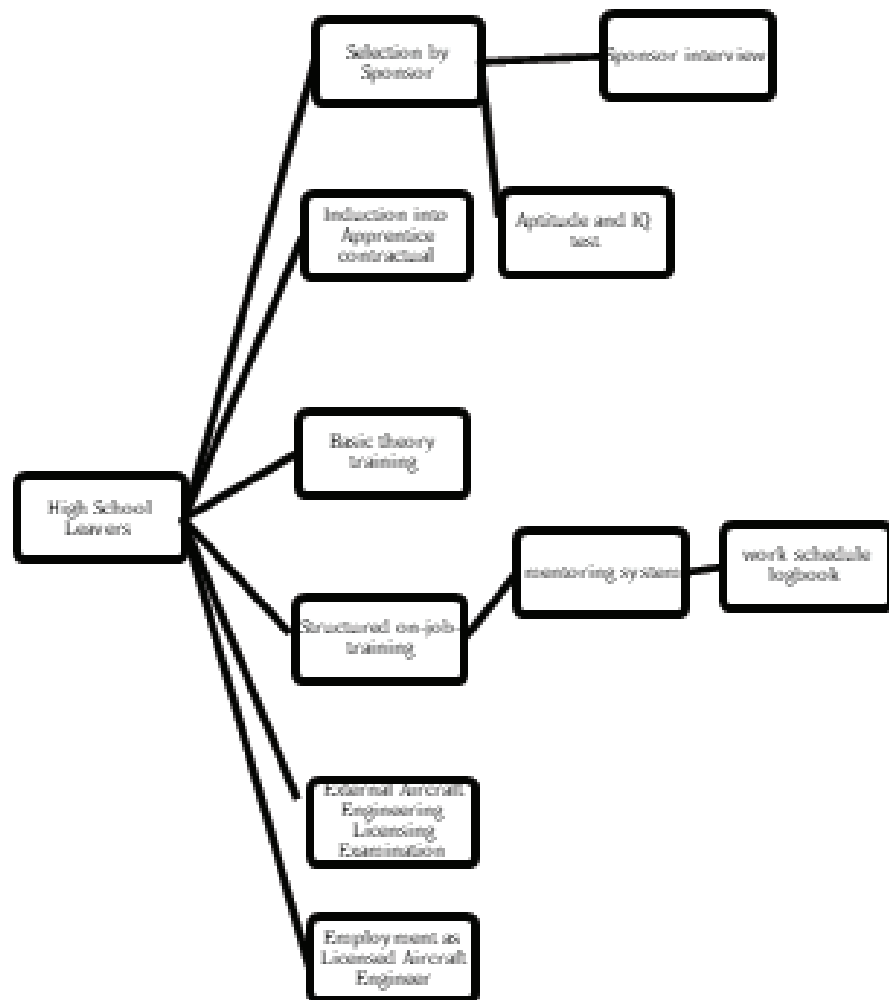 Selection by
Sponsor
Sponsor interview
Induction into
Apprentice
contractual
Aptitude and IQ
test
Basic theory
training
High School
Leavers
mentoring system
work schedule
logbook
Structured on-job-
training
External Aircraft
Engineering
Licensing
Examination
Employment as
Licensed Aircraft
Engineer